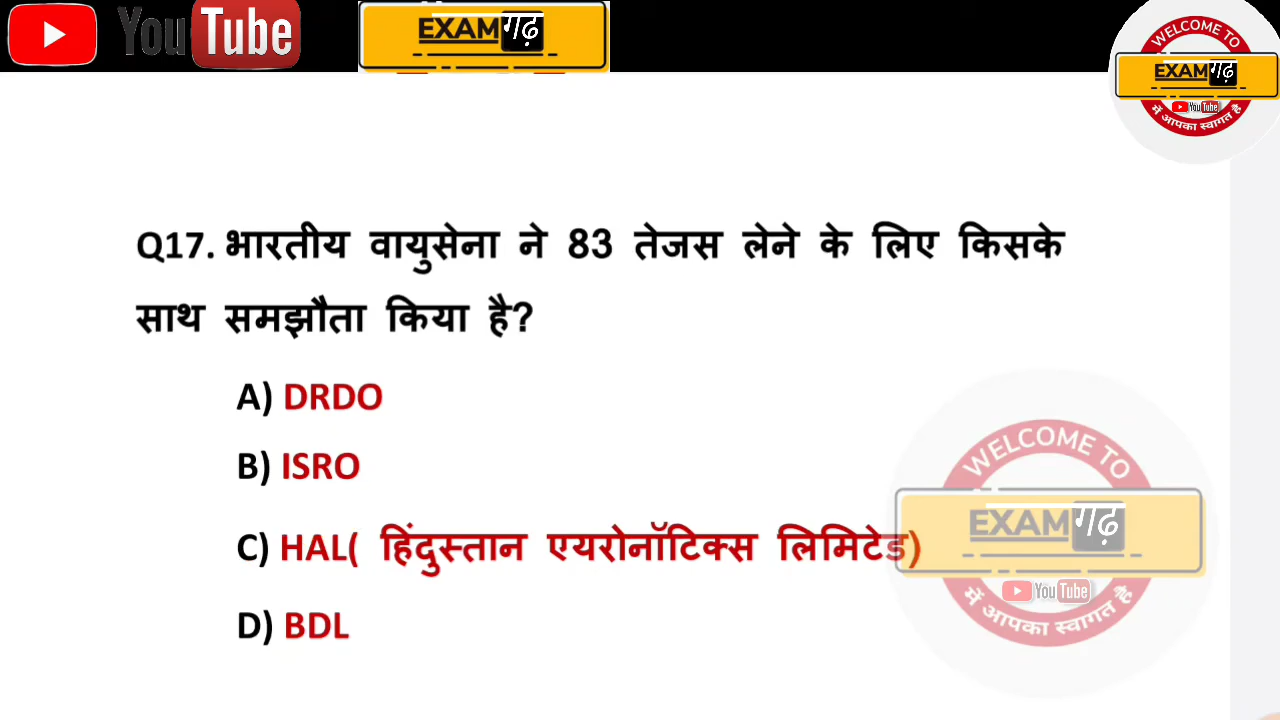 YouTube
EXAMगढ़
WELCOME TO
EXAMगढ़
YouTube
में आपका स्वागत है
Q17. भारतीय वायुसेना ने 83 तेजस लेने के लिए किसके
साथ समझौता किया है?
A) DRDO
B) ISRO
C) HAL( हिंदुस्तान एयरोनॉटिक्स लिमिटेड)
D) BDL
WELCOME TO
EXAMगढ़
YouTube
में आपका स्वागत है